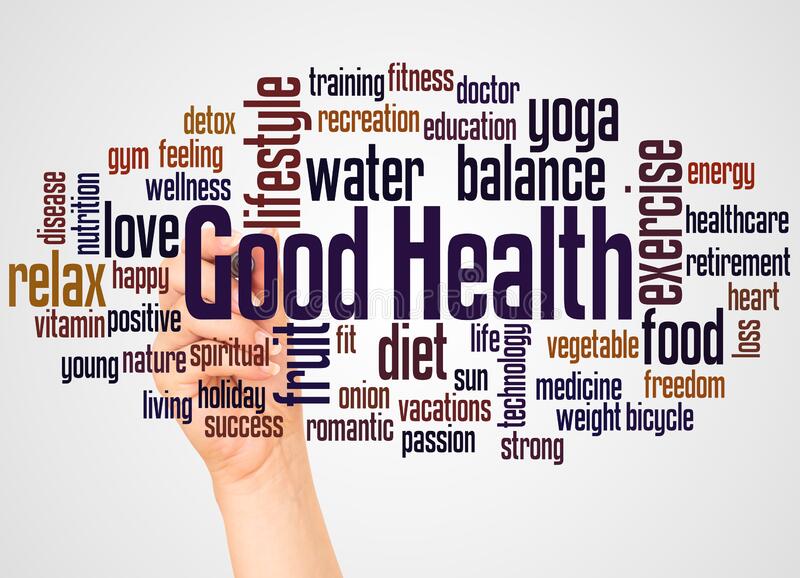 training fitness doctor
detox recreation education yoga
gym feeling lifestyle water balance exercise energy
disease nutrition wellness
love Good Health healthcare
relax happy retirement
vitamin positive heart
young nature spiritual fruit fit diet life technology vegetable food loss
living holiday onion sun medicine freedom
success romantic vacations weight bicycle
passion strong
dreamstime